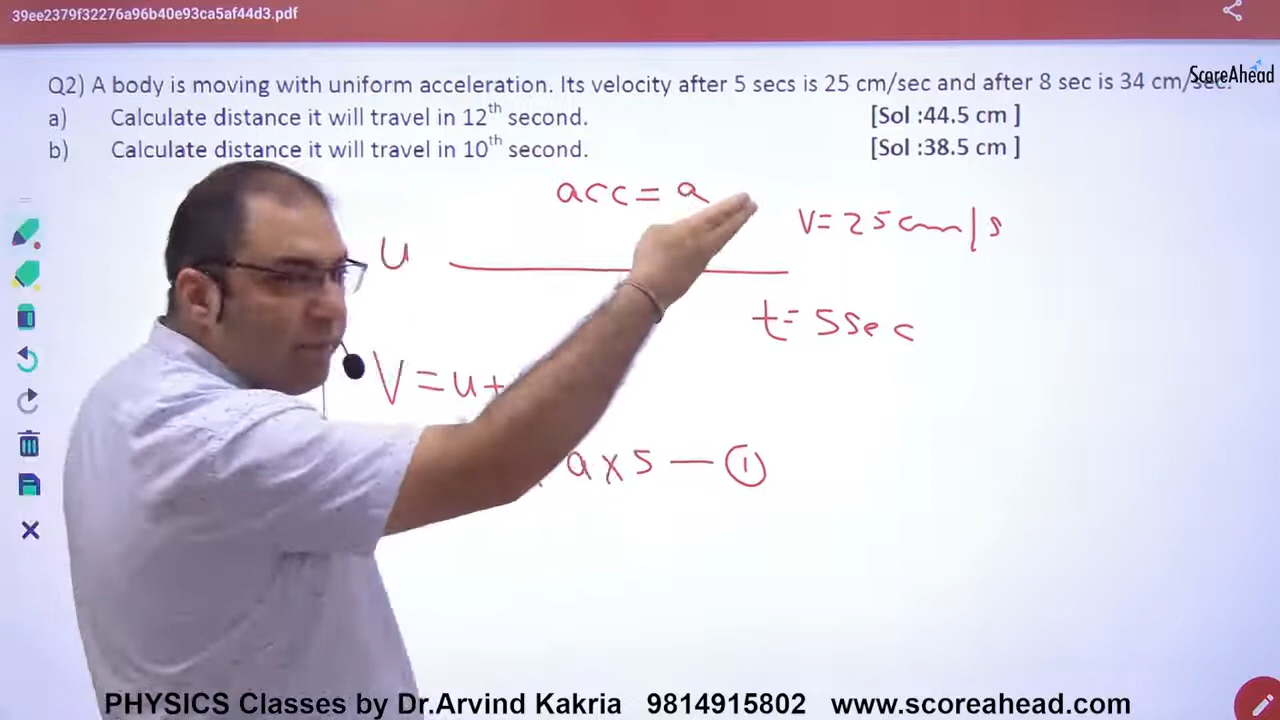 39ee2379f32276a96b40e93ca5af44d3.pdf
ScoreAhead
Q2) A body is moving with uniform acceleration. Its velocity after 5 secs is 25 cm/sec and after 8 sec is 34 cm/sec.
a) Calculate distance it will travel in 12th second. [Sol :44.5 cm ]
b) Calculate distance it will travel in 10th second. [Sol :38.5 cm ]
acc = a
u
v = 25 cm/s
t = 5 sec
V = u +
a x 5 — ①
PHYSICS Classes by Dr.Arvind Kakria 9814915802 www.scoreahead.com